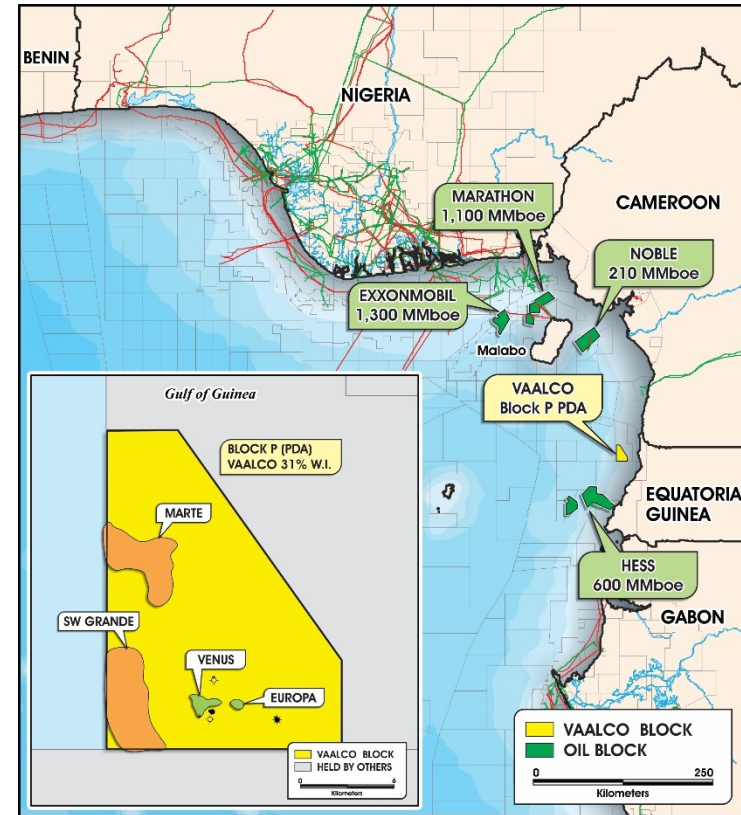 BENIN
NIGERIA
MARATHON
1,100 MMboe
CAMEROON
NOBLE
210 MMboe
EXXONMOBIL
1,300 MMboe
Malabo
VAALCO
Block P PDA
EQUATORIA
GUINEA
HESS
600 MMboe
GABON
VAALCO BLOCK
OIL BLOCK
0 250
Kilometers
Gulf of Guinea
BLOCK P (PDA)
VAALCO 31% W.I.
MARTE
SW GRANDE
VENUS
EUROPA
VAALCO BLOCK
HELD BY OTHERS
0 6
Kilometers